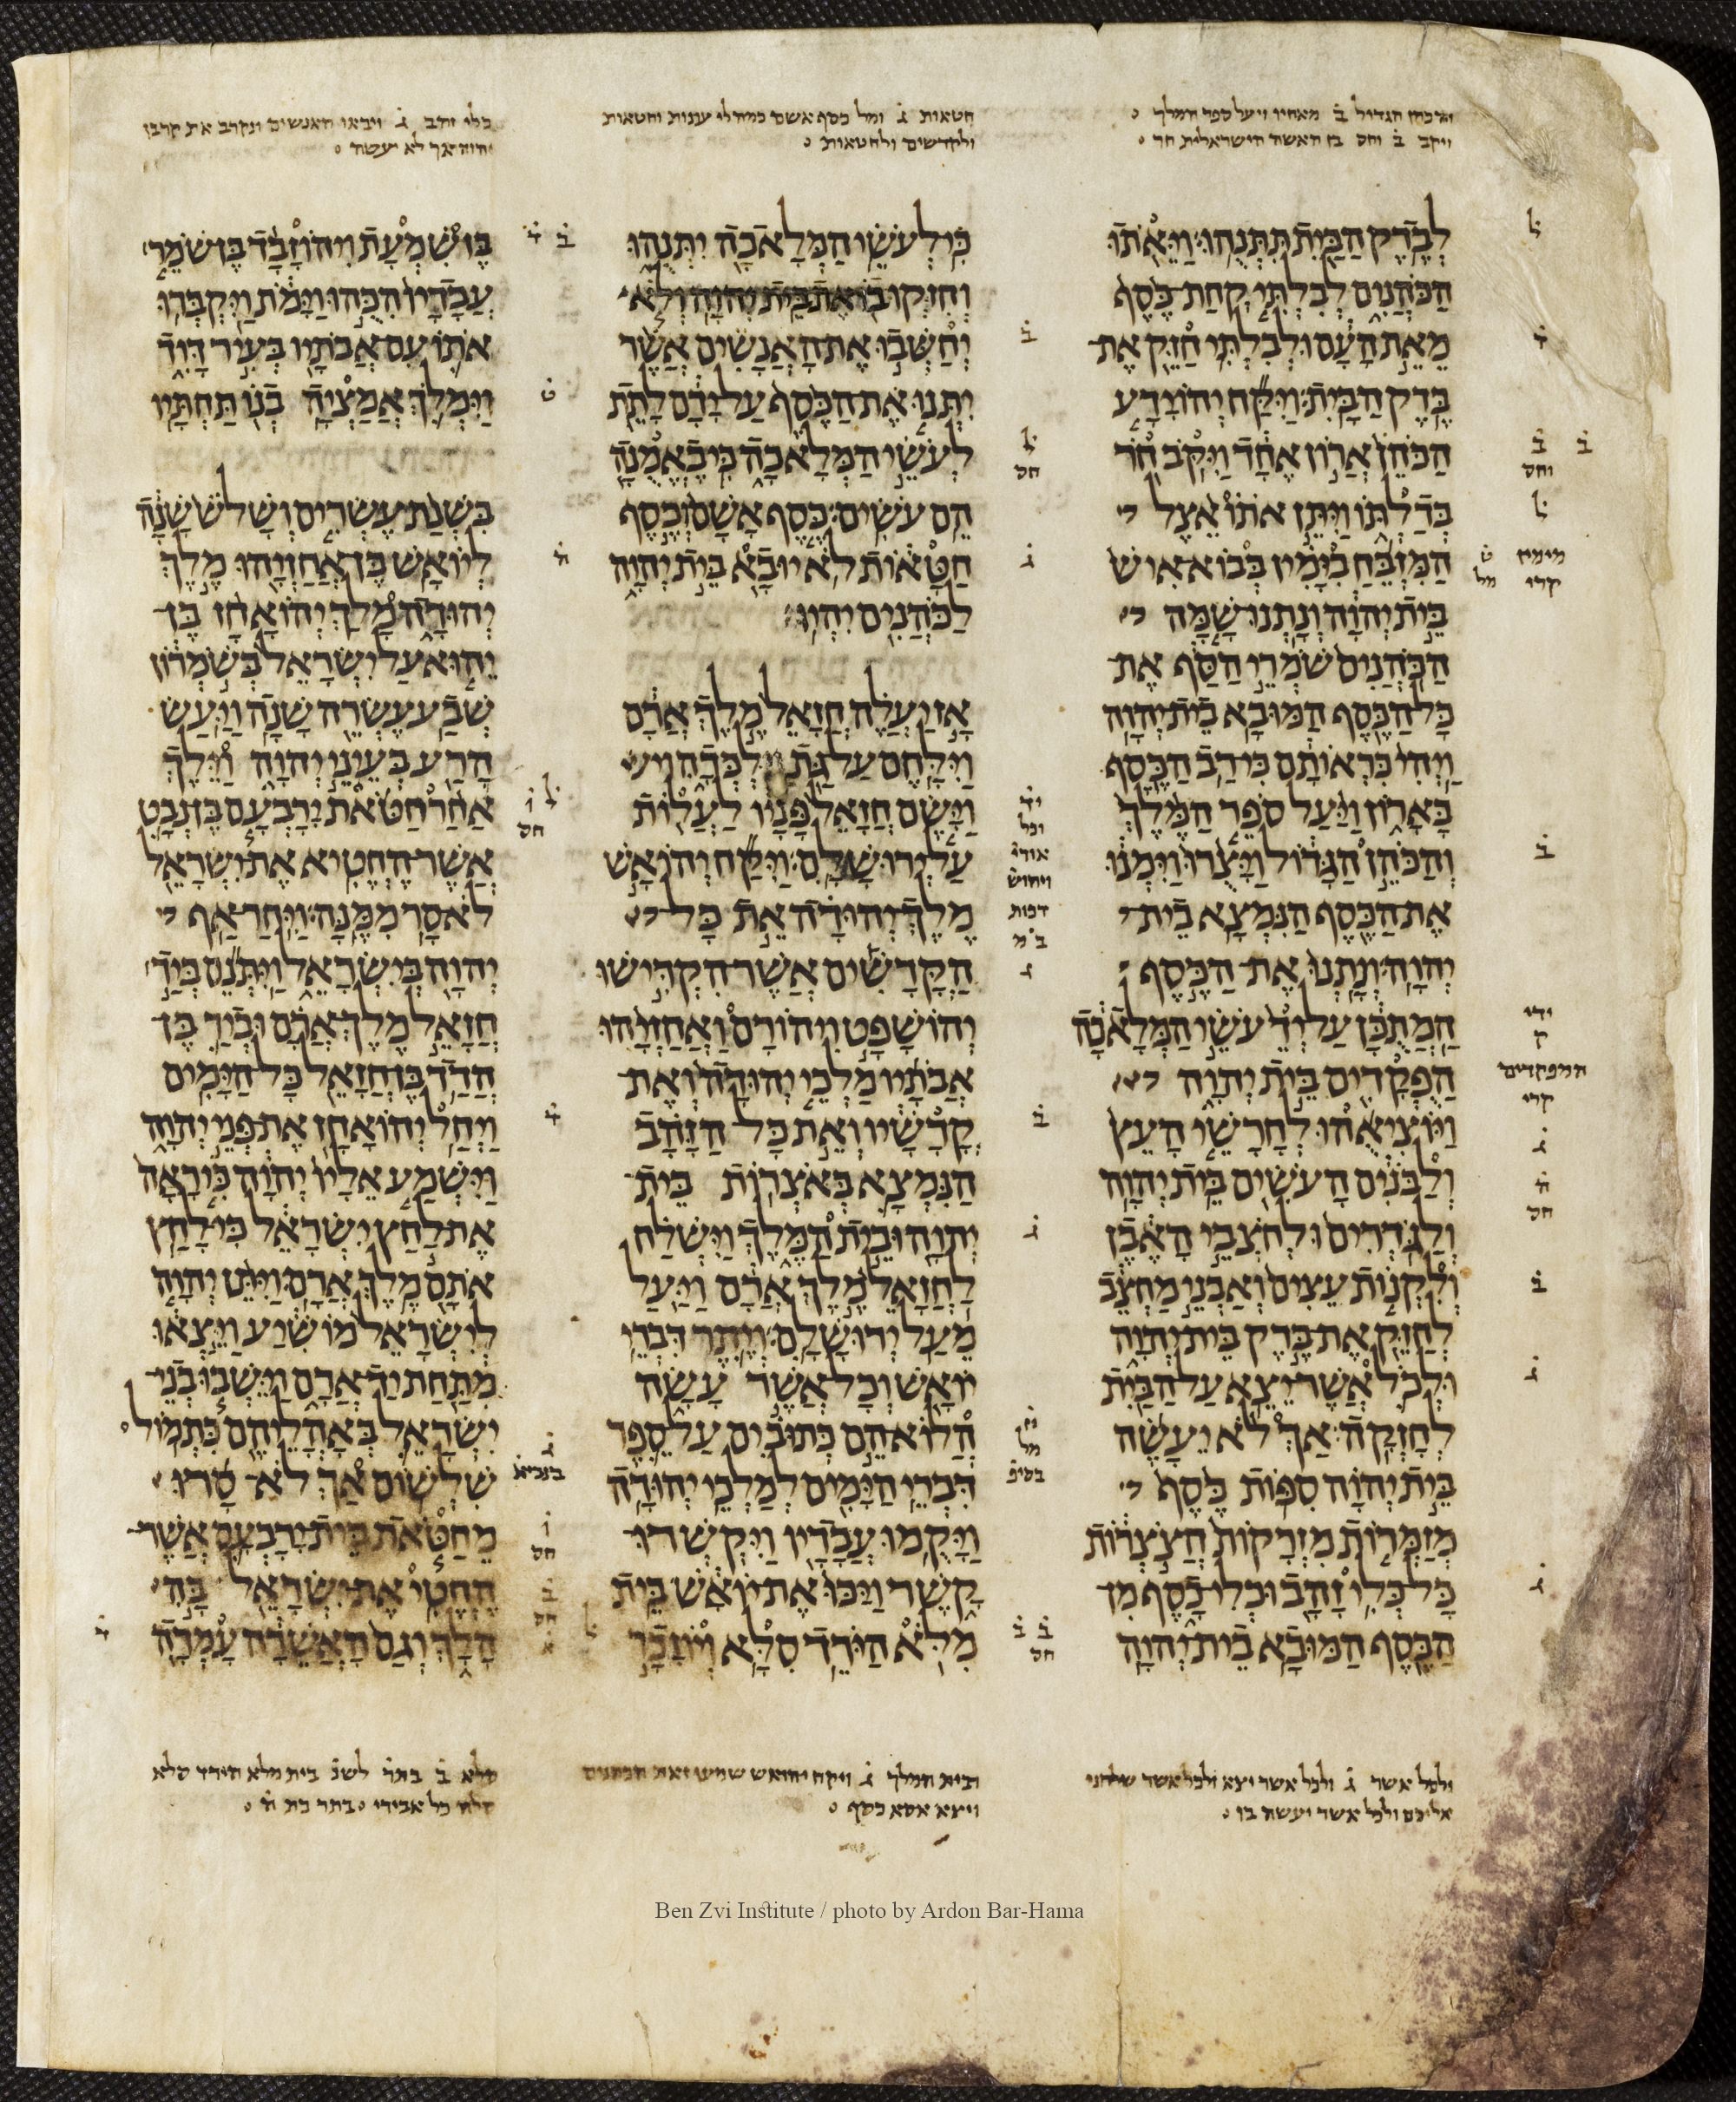 והכהן הגדול ב מאחיו ויעל ספר המלך
ויקב ב וחס בן האשה הישראלית
לבדק הבית תתנהו ויאתו
הכהנים לבלתי קחת כסף
מאת העם ולבלתי חזק את
בדק הבית ויקח יהוידע
הכהן ארון אחד ויקב חר
בדלתו ויתן אתו אצל
המזבח בימין בבוא איש
בית יהוה ונתנו שמה
הכהנים שמרי הסף את
כל הכסף המובא בית יהוה
ויהי כראותם כי רב הכסף
בארון ויעל ספר המלך
והכהן הגדול ויצרו וימנו
את הכסף הנמצא בית
יהוה ונתנו את הכסף
המתכן על יד עשי המלאכה
הפקדים בית יהוה
ויוציאהו לחרשי העץ
ולבנים העשים בית יהוה
ולגדרים ולחצבי האבן
ולקנות עצים ואבני מחצב
לחזק את בדק בית יהוה
ולכל אשר יצא על הבית
לחזקה אך לא יעשה
בית יהוה ספות כסף
מזמרות מזרקות חצצרות
כל כלי זהב וכלי כסף מן
הכסף המובא בית יהוה
ולכל אשר ג ולכל אשר יצא ולכל אשר שלחני
אליכם ולכל אשר יעשה בו
חטאות ג ומל כסף אשם ענות וחטאות
ולקדשים ולחטאות
כי לעשי המלאכה יתנהו
וחזקו בו את בית יהוה ולא
יחשבו את האנשים אשר
יתנו את הכסף על ידם לתת
לעשי המלאכה כי באמנה
הם עשים כסף אשם וכסף
חטאות לא יובא בית יהוה
לכהנים יהיו
אז יעלה חזאל מלך ארם
וילחם על גת וילכדה וישם
חזאל פניו לעלות
על ירושלם ויקח יהואש
מלך יהודה את כל
הקדשים אשר הקדישו
יהושפט ויהורם ואחזיהו
אבתיו מלכי יהודה ואת
קדשיו ואת כל הזהב
הנמצא באצרות בית
יהוה ובית המלך וישלח
לחזאל מלך ארם ויעל
מעל ירושלם ויתר דברי
יואש וכל אשר עשה
הלוא הם כתובים על ספר
דברי הימים למלכי יהודה
ויקמו עבדיו ויקשרו
קשר ויכו את יואש בית
מלא הירד סלא ויוזבד
ובית המלך ג ויקח יהואש
ויצא אסא כסף
כלי זהב ג ויבאו האנשים ונקרב את קרבן
יהוה אך לא יעשה
בן שמעת ויהוזבד בן שמר
עבדיו הכהו וימת ויקברו
אתו עם אבתיו בעיר דוד
וימלך אמציה בנו תחתיו
בשנת עשרים ושלש שנה
ליואש בן אחזיהו מלך
יהודה מלך יהואחז בן
יהוא על ישראל בשמרון
שבע עשרה שנה ויעש
הרע בעיני יהוה וילך
אחר חטאת ירבעם בן נבט
אשר החטיא את ישראל
לא סר ממנה ויחר אף
יהוה בישראל ויתנם ביד
חזאל מלך ארם וביד בן
הדד בן חזאל כל הימים
ויחל יהואחז את פני יהוה
וישמע אליו יהוה כי ראה
את לחץ ישראל כי לחץ
אתם מלך ארם ויתן יהוה
לישראל מושיע ויצאו
מתחת יד ארם וישבו בני
ישראל באהליהם כתמול
שלשום אך לא סרו
מחטאת בית ירבעם אשר
החטי את ישראל בה
הלך וגם האשרה עמדה
סלא ב בתר לשנ בית מלא הירד סלא
סלה כל אבירי
Ben Zvi Institute / photo by Ardon Bar-Hama